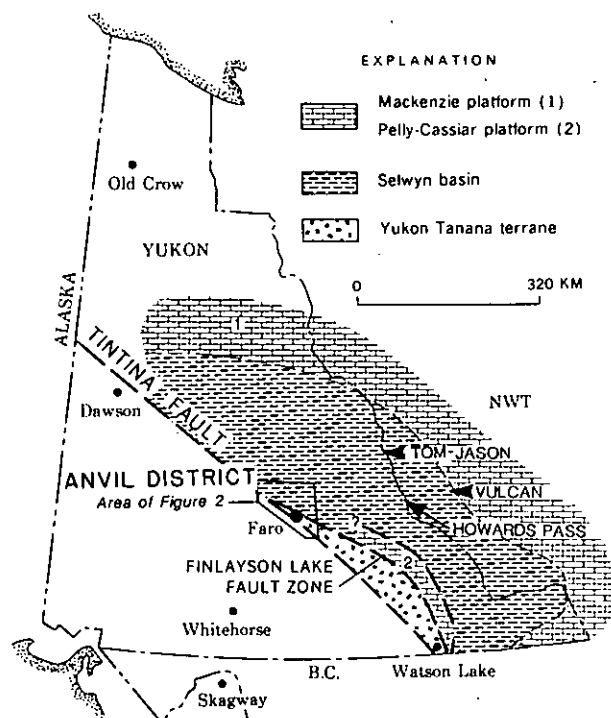 EXPLANATION
Mackenzie platform (1)
Pelly-Cassiar platform (2)
Selwyn basin
Yukon Tanana terrane
0 320 KM
Old Crow
YUKON
ALASKA
1
TINTINA FAULT
NWT
Dawson
TOM-JASON
ANVIL DISTRICT
Area of Figure 2
VULCAN
HOWARDS PASS
Faro
?
FINLAYSON LAKE
FAULT ZONE
2
Whitehorse
B.C.
Watson Lake
Skagway